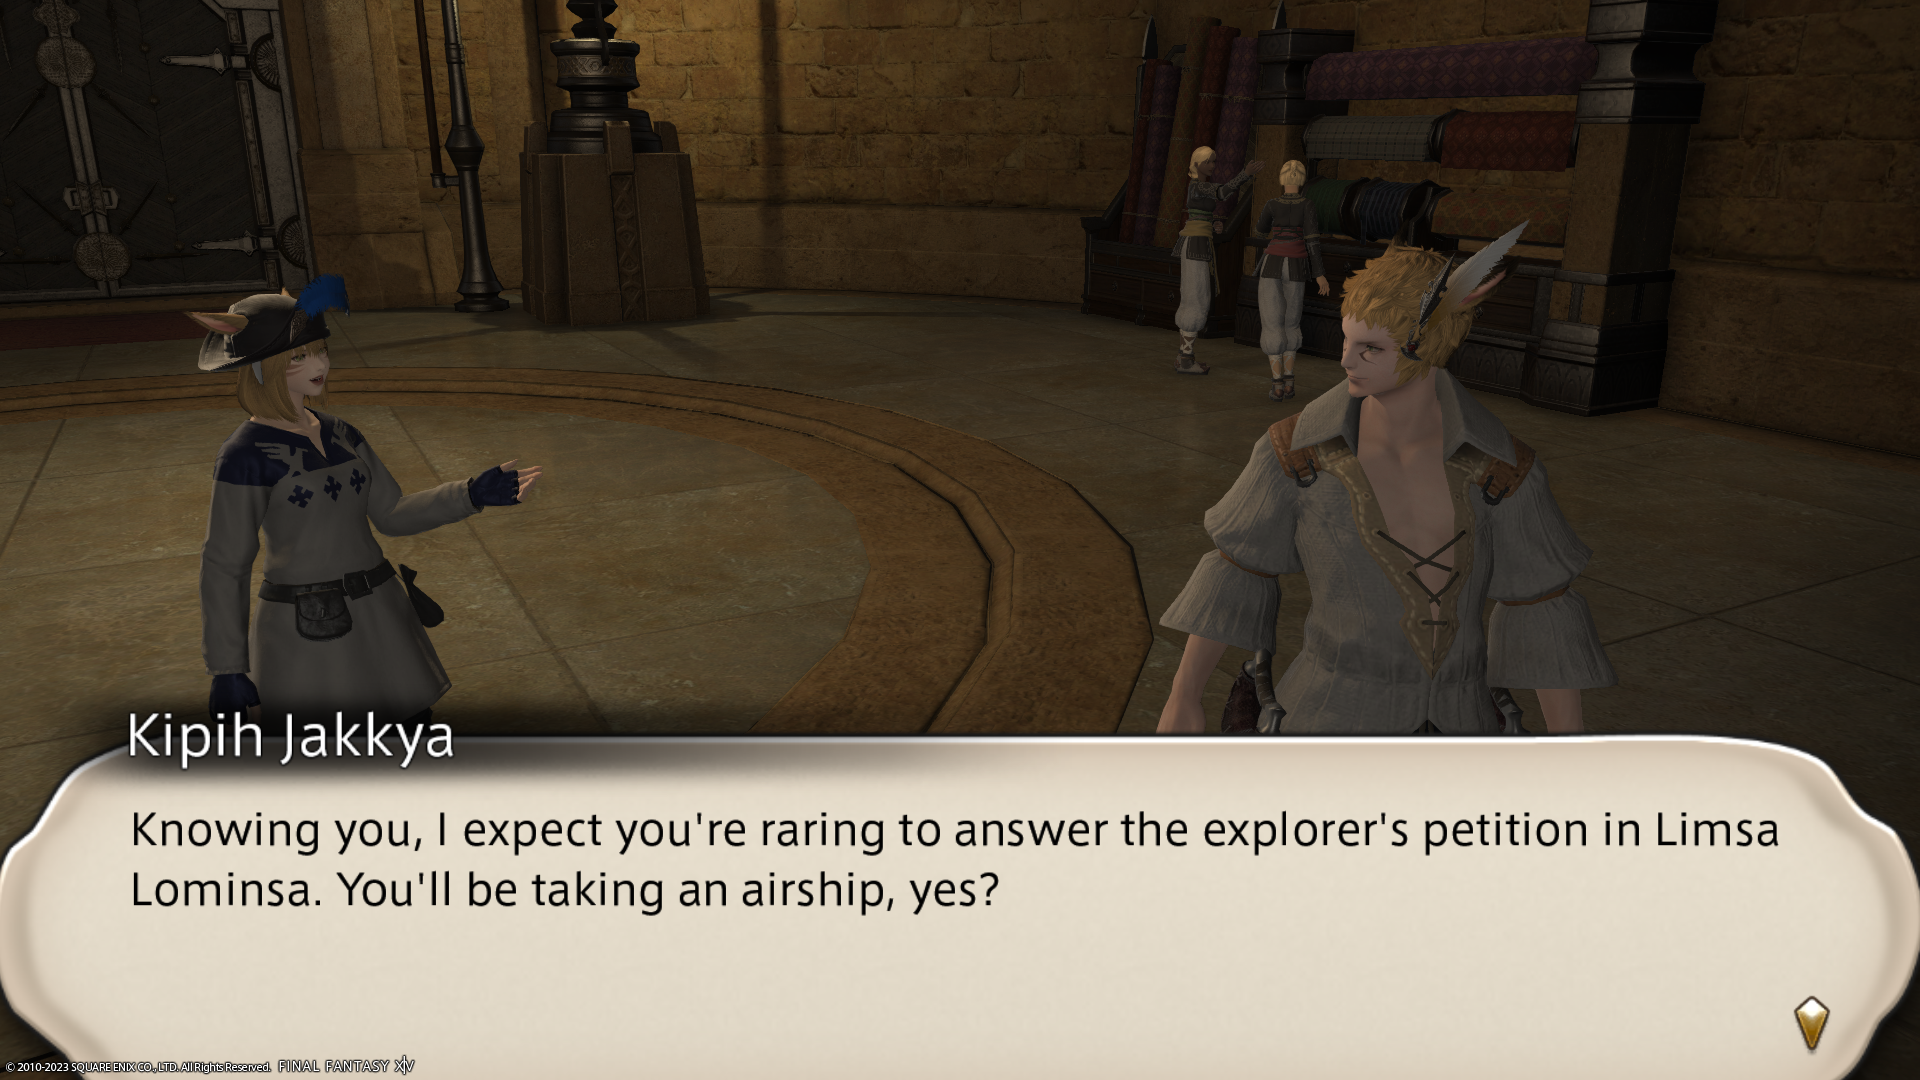 Kipih Jakkya
Knowing you, I expect you're raring to answer the explorer's petition in Limsa
Lominsa. You'll be taking an airship, yes?
© 2010-2023 SQUARE ENIX CO., LTD. All Rights Reserved. FINAL FANTASY XIV